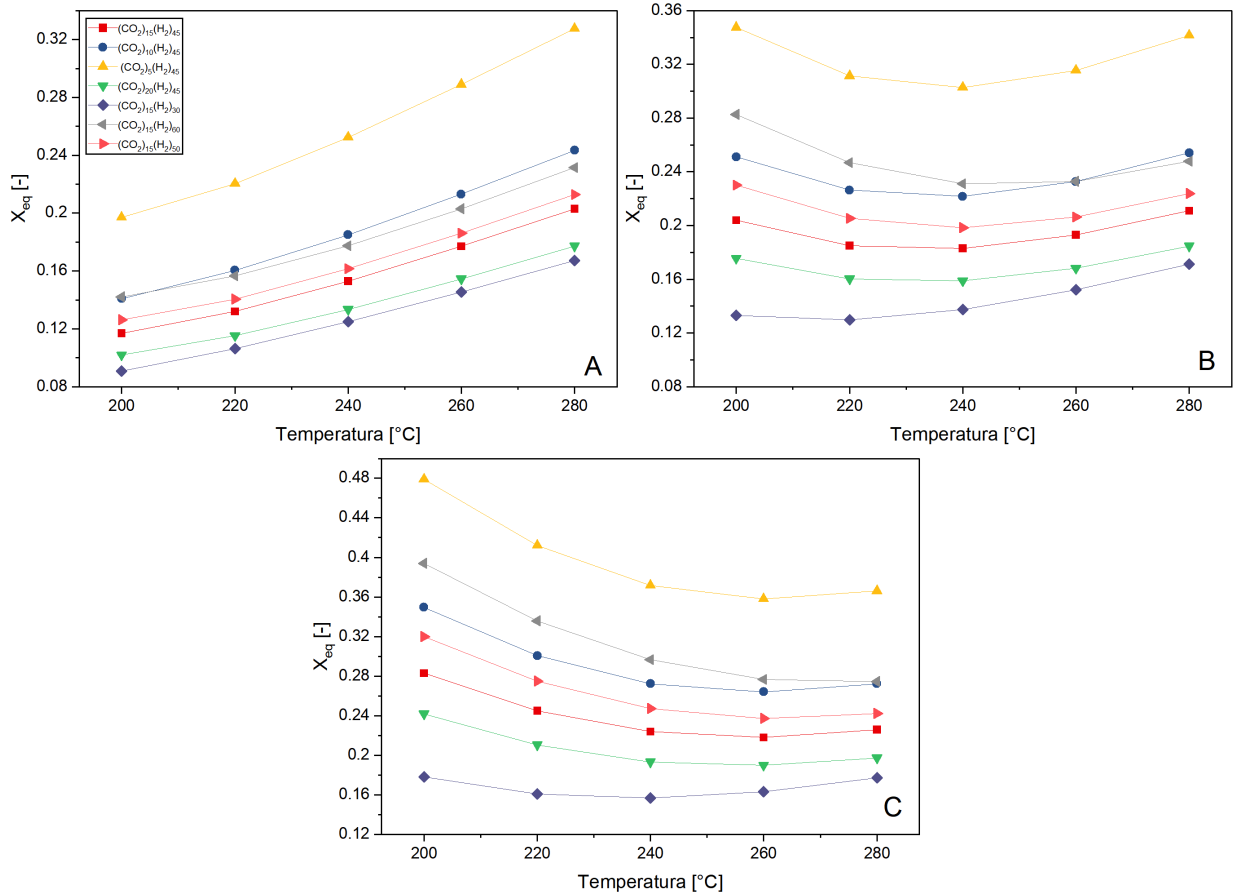 0.32
0.28
0.24
0.2
0.16
0.12
0.08
X_eq [-]
(CO₂)₁₅(H₂)₄₅
(CO₂)₁₀(H₂)₄₅
(CO₂)₅(H₂)₄₅
(CO₂)₂₀(H₂)₄₅
(CO₂)₁₅(H₂)₃₀
(CO₂)₁₅(H₂)₆₀
(CO₂)₁₅(H₂)₅₀
A
200 220 240 260 280
Temperatura [°C]
0.36
0.32
0.28
0.24
0.2
0.16
0.12
0.08
X_eq [-]
B
200 220 240 260 280
Temperatura [°C]
0.48
0.44
0.4
0.36
0.32
0.28
0.24
0.2
0.16
0.12
X_eq [-]
C
200 220 240 260 280
Temperatura [°C]